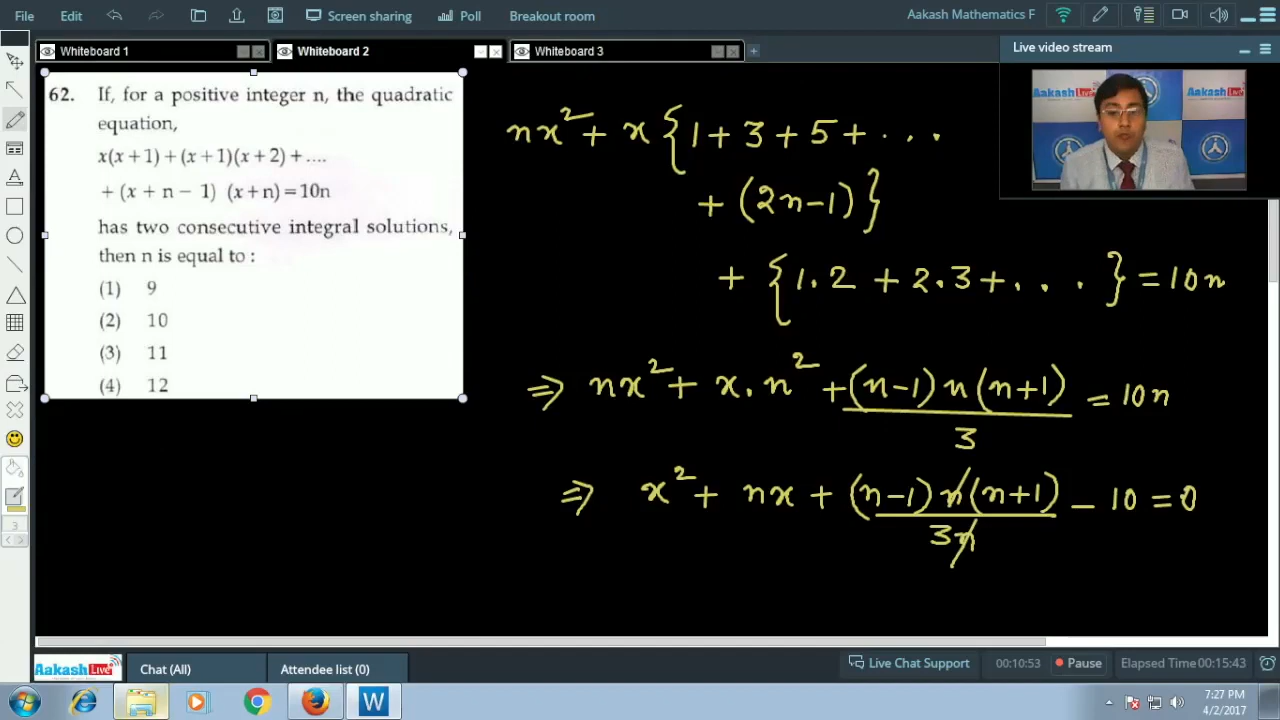 File Edit Screen sharing Poll Breakout room Aakash Mathematics F
Whiteboard 1 Whiteboard 2 Whiteboard 3 +
Live video stream
AakashLive AakashLive
62. If, for a positive integer n, the quadratic
equation,
x(x+1)+(x+1)(x+2)+....
+ (x + n − 1) (x+n) = 10n
has two consecutive integral solutions,
then n is equal to :
(1) 9
(2) 10
(3) 11
(4) 12
nx² + x {1 + 3 + 5 + . . .
+ (2n-1)}
+ {1.2 + 2.3 + . . . } = 10n
⇒ nx² + x.n² + (n-1) n (n+1) = 10n
3
⇒ x² + nx + (n-1) n (n+1) - 10 = 0
3n
3
Aakash Live Chat (All) Attendee list (0) Live Chat Support 00:10:53 Pause Elapsed Time 00:15:43
W 7:27 PM
4/2/2017